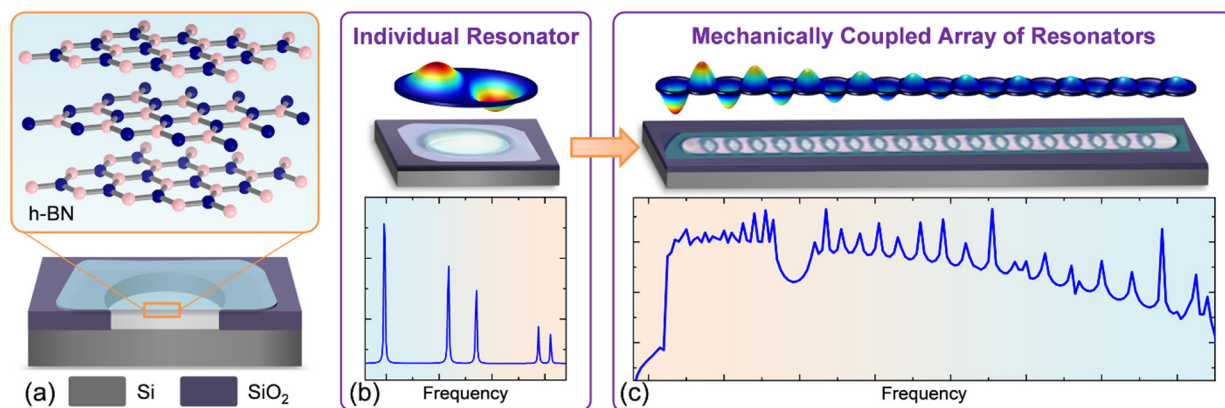 h-BN
(a)
Si
SiO₂
Individual Resonator
(b)
Frequency
Mechanically Coupled Array of Resonators
(c)
Frequency